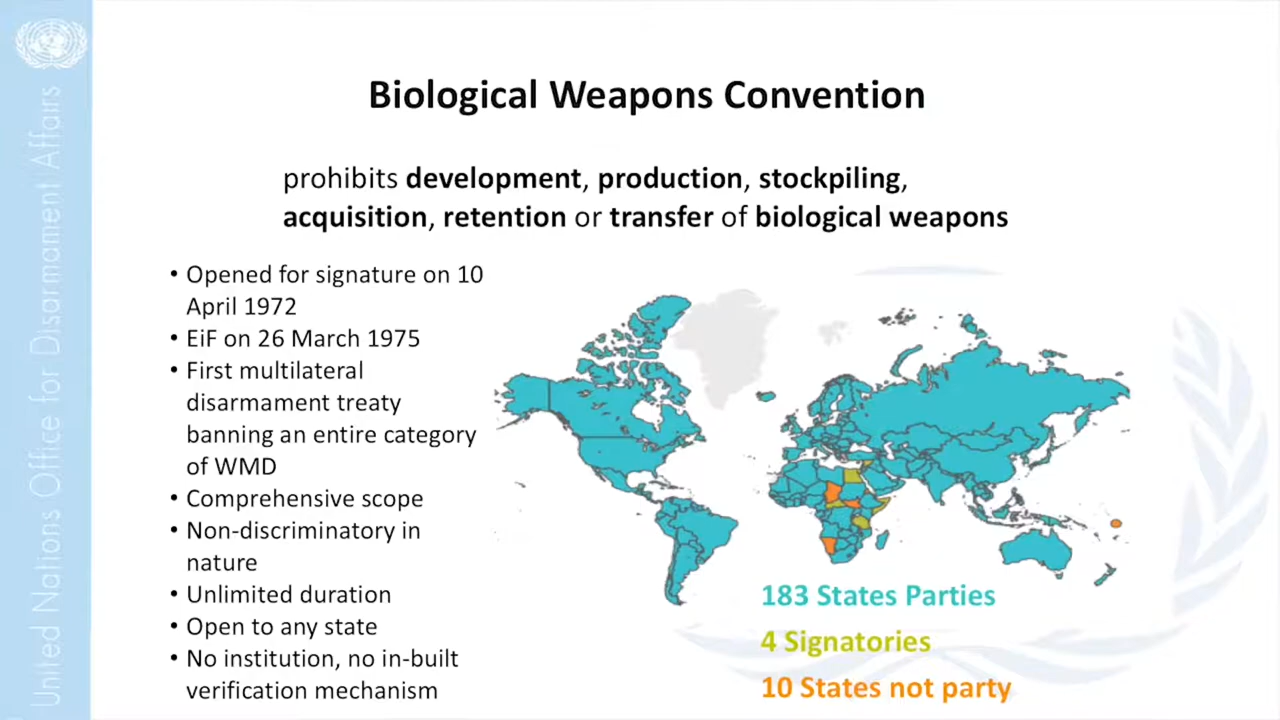 United Nations Office for Disarmament Affairs
Biological Weapons Convention
prohibits development, production, stockpiling,
acquisition, retention or transfer of biological weapons
• Opened for signature on 10
April 1972
• EiF on 26 March 1975
• First multilateral
disarmament treaty
banning an entire category
of WMD
• Comprehensive scope
• Non-discriminatory in
nature
• Unlimited duration
• Open to any state
• No institution, no in-built
verification mechanism
183 States Parties
4 Signatories
10 States not party